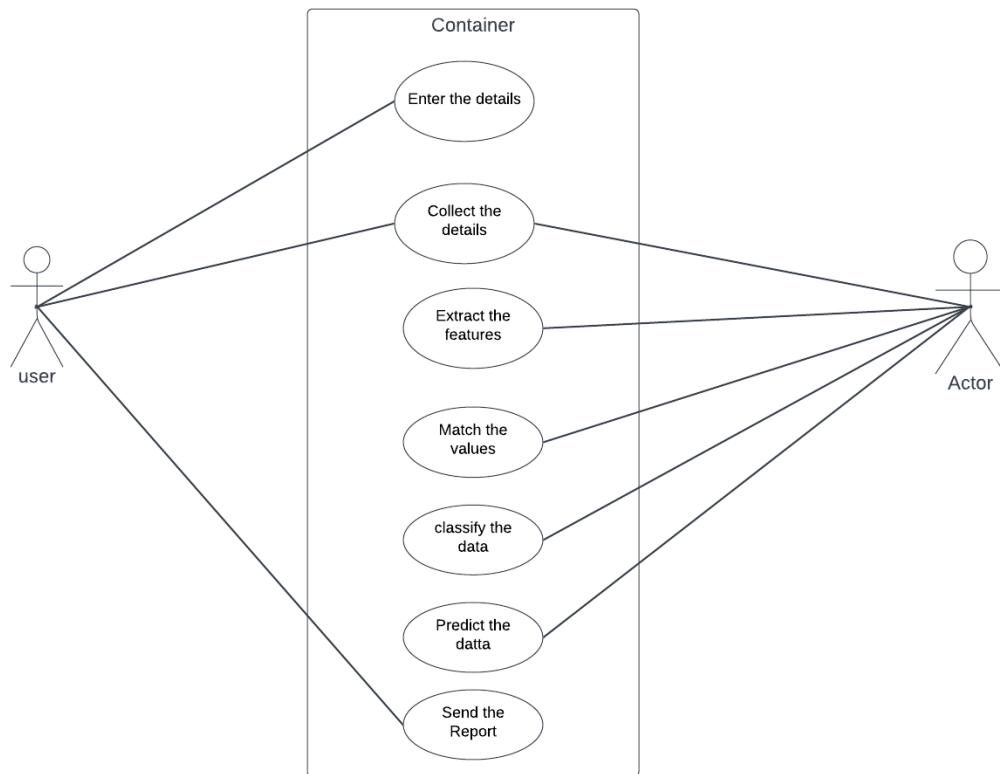 Container
Enter the details
Collect the
details
Extract the
features
user
Actor
Match the
values
classify the
data
Predict the
datta
Send the
Report